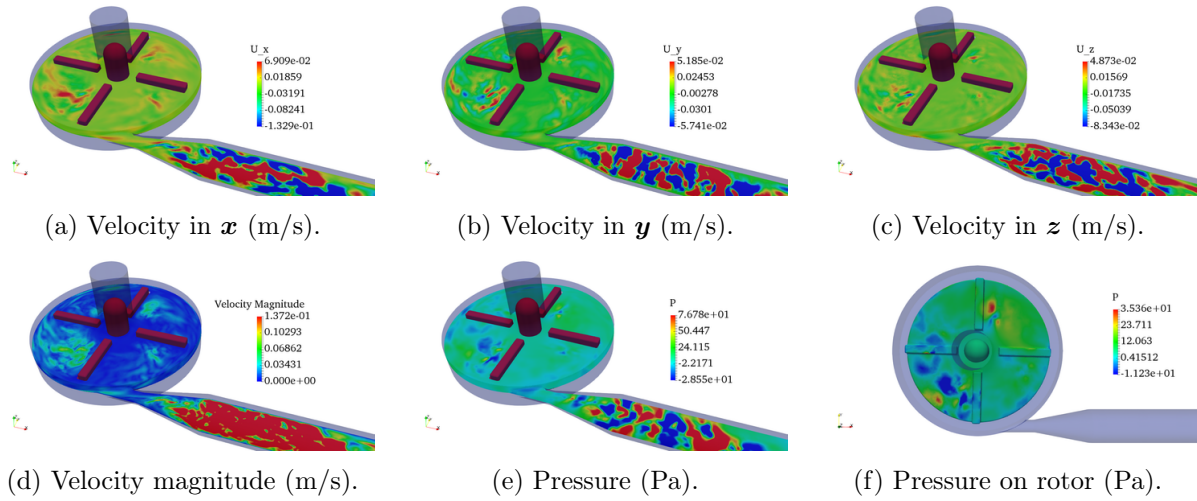 U_x
6.909e-02
0.01859
-0.03191
-0.08241
-1.329e-01
(a) Velocity in x (m/s).
U_y
5.185e-02
0.02453
-0.00278
-0.0301
-5.741e-02
(b) Velocity in y (m/s).
U_z
4.873e-02
0.01569
-0.01735
-0.05039
-8.343e-02
(c) Velocity in z (m/s).
Velocity Magnitude
1.372e-01
0.10293
0.06862
0.03431
0.000e+00
(d) Velocity magnitude (m/s).
P
7.678e+01
50.447
24.115
-2.2171
-2.855e+01
(e) Pressure (Pa).
P
3.536e+01
23.711
12.063
0.41512
-1.123e+01
(f) Pressure on rotor (Pa).